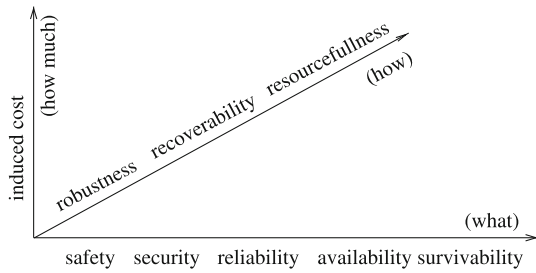 induced cost
(how much)
robustness
recoverability
resourcefullness
(how)
(what)
safety
security
reliability
availability
survivability